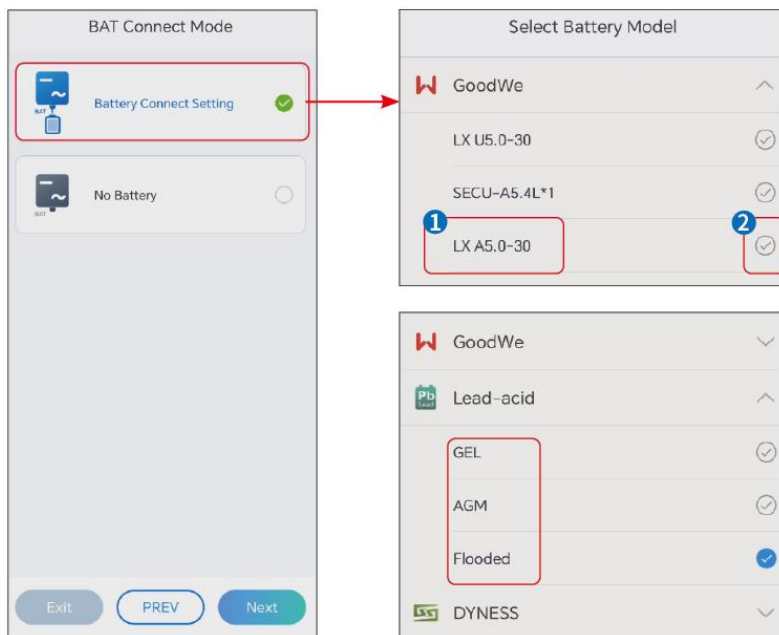 BAT Connect Mode
BAT
Battery Connect Setting
BAT
No Battery
Exit
PREV
Next
Select Battery Model
GoodWe
LX U5.0-30
SECU-A5.4L*1
1
2
LX A5.0-30
GoodWe
Pb
Lead
Lead-acid
GEL
AGM
Flooded
DYNESS